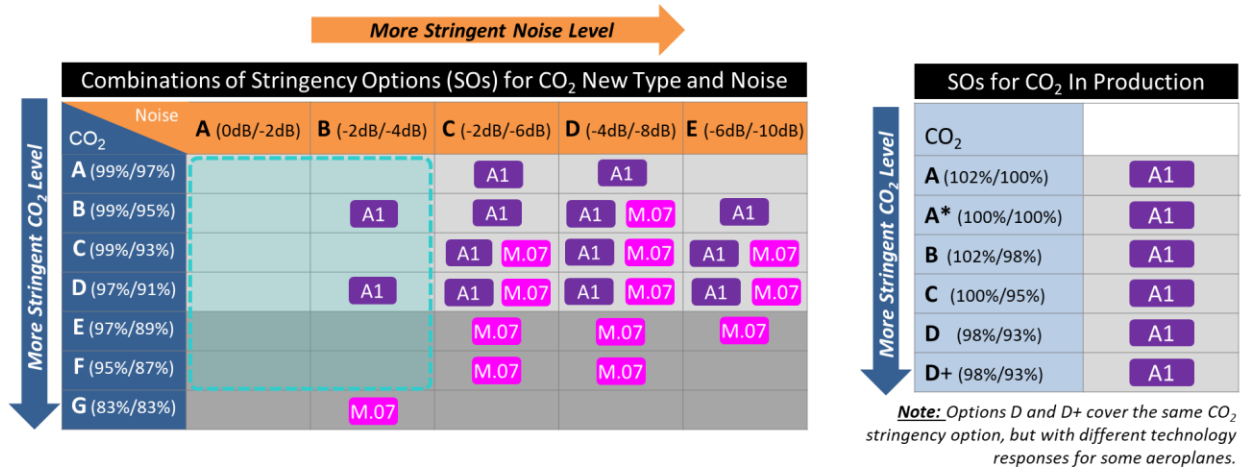 More Stringent Noise Level
Combinations of Stringency Options (SOs) for CO₂ New Type and Noise
More Stringent CO₂ Level
Noise
CO₂
A (0dB/-2dB) B (-2dB/-4dB) C (-2dB/-6dB) D (-4dB/-8dB) E (-6dB/-10dB)
A (99%/97%) A1 A1
B (99%/95%) A1 A1 A1 M.07 A1
C (99%/93%) A1 M.07 A1 M.07 A1 M.07
D (97%/91%) A1 A1 M.07 A1 M.07 A1 M.07
E (97%/89%) M.07 M.07 M.07
F (95%/87%) M.07 M.07
G (83%/83%) M.07
SOs for CO₂ In Production
More Stringent CO₂ Level
CO₂
A (102%/100%) A1
A* (100%/100%) A1
B (102%/98%) A1
C (100%/95%) A1
D (98%/93%) A1
D+ (98%/93%) A1
Note: Options D and D+ cover the same CO₂
stringency option, but with different technology
responses for some aeroplanes.